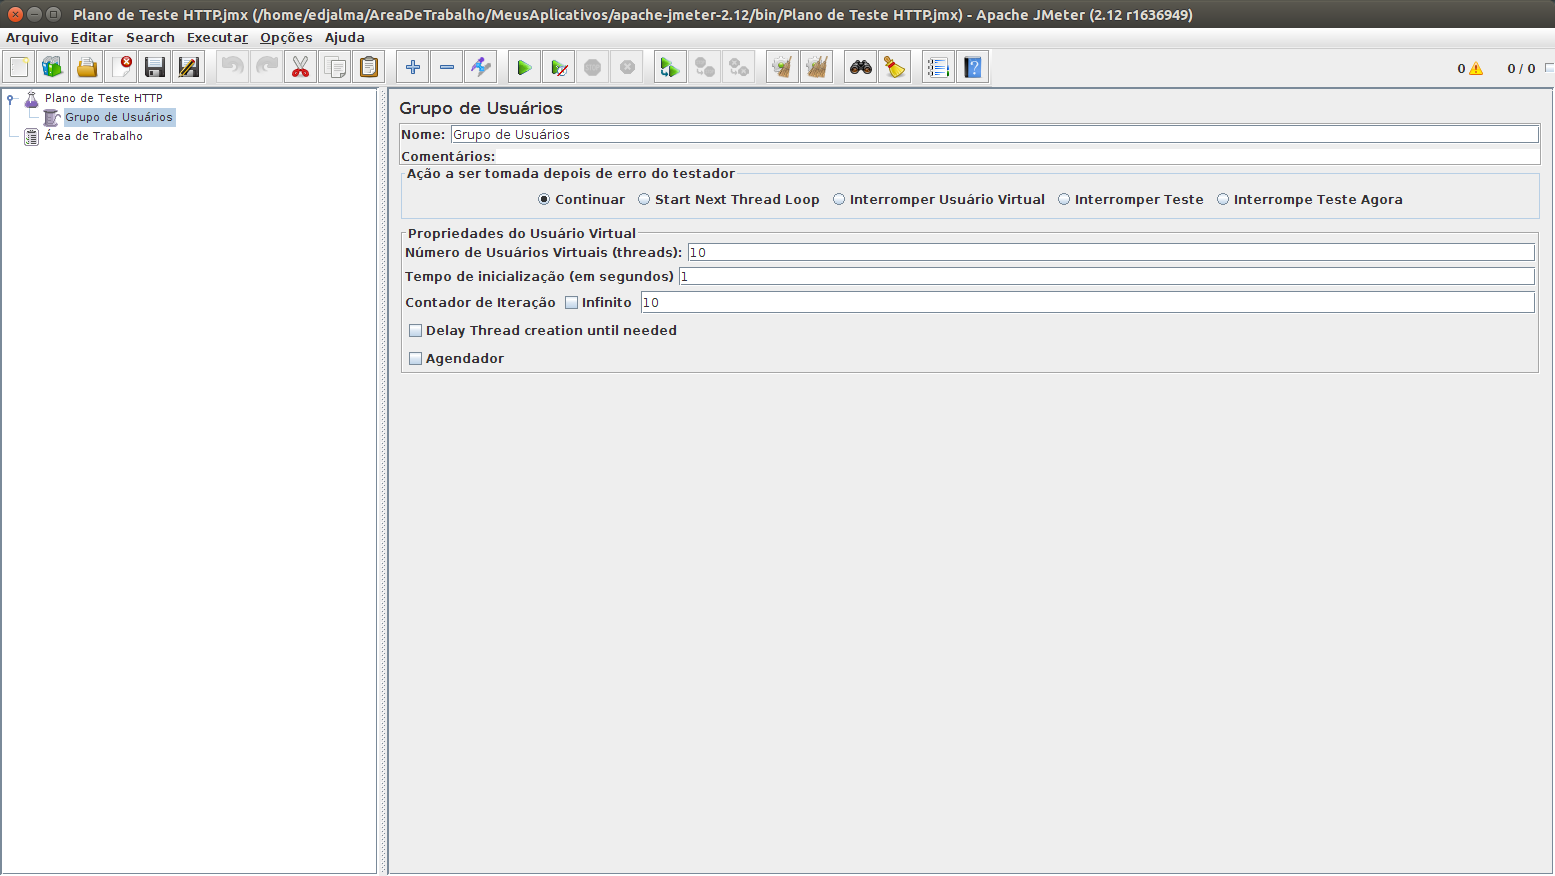 Plano de Teste HTTP.jmx (/home/edjalma/AreaDeTrabalho/MeusAplicativos/apache-jmeter-2.12/bin/Plano de Teste HTTP.jmx) - Apache JMeter (2.12 r1636949)
Arquivo Editar Search Executar Opções Ajuda
0 0 / 0
Plano de Teste HTTP
Grupo de Usuários
Área de Trabalho
Grupo de Usuários
Nome: Grupo de Usuários
Comentários:
Ação a ser tomada depois de erro do testador
Continuar Start Next Thread Loop Interromper Usuário Virtual Interromper Teste Interrompe Teste Agora
Propriedades do Usuário Virtual
Número de Usuários Virtuais (threads): 10
Tempo de inicialização (em segundos) 1
Contador de Iteração Infinito 10
Delay Thread creation until needed
Agendador